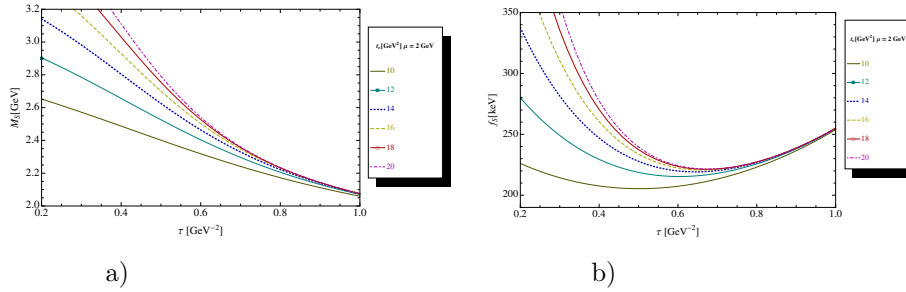 3.2
3.0
2.8
2.6
2.4
2.2
2.0
M_S[GeV]
0.2 0.4 0.6 0.8 1.0
τ [GeV⁻²]
t_c[GeV²] μ = 2 GeV
10
12
14
16
18
20
400
350
300
250
200
f_S[keV]
0.2 0.4 0.6 0.8 1.0
τ [GeV⁻²]
t_c[GeV²] μ = 2 GeV
10
12
14
16
18
20
a) b)